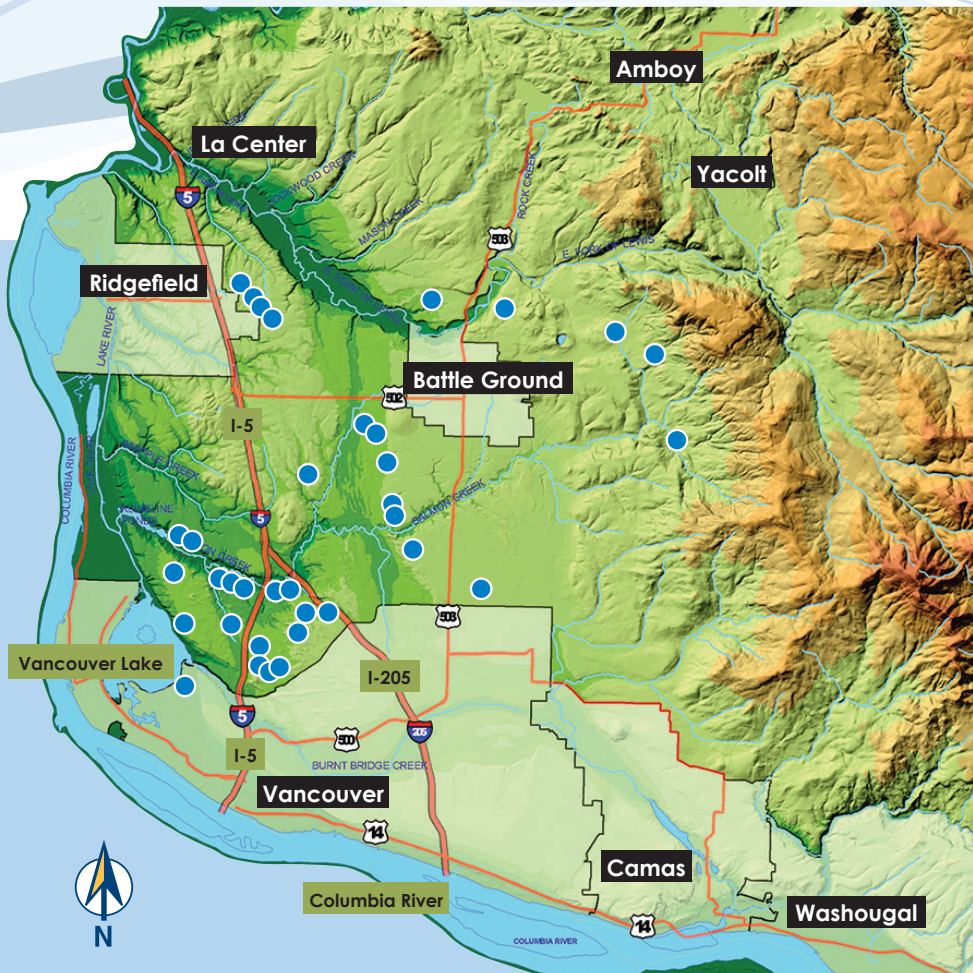 Amboy
La Center
LOCKWOOD CREEK
Yacolt
5
MASON CREEK
ROCK CREEK
503
E. FORK OF LEWIS
Ridgefield
LAKE RIVER
Battle Ground
502
I-5
COLUMBIA RIVER
SALMON CREEK
5
503
Vancouver Lake
I-205
5
205
500
I-5
BURNT BRIDGE CREEK
Vancouver
14
Camas
Columbia River
Washougal
14
N
COLUMBIA RIVER